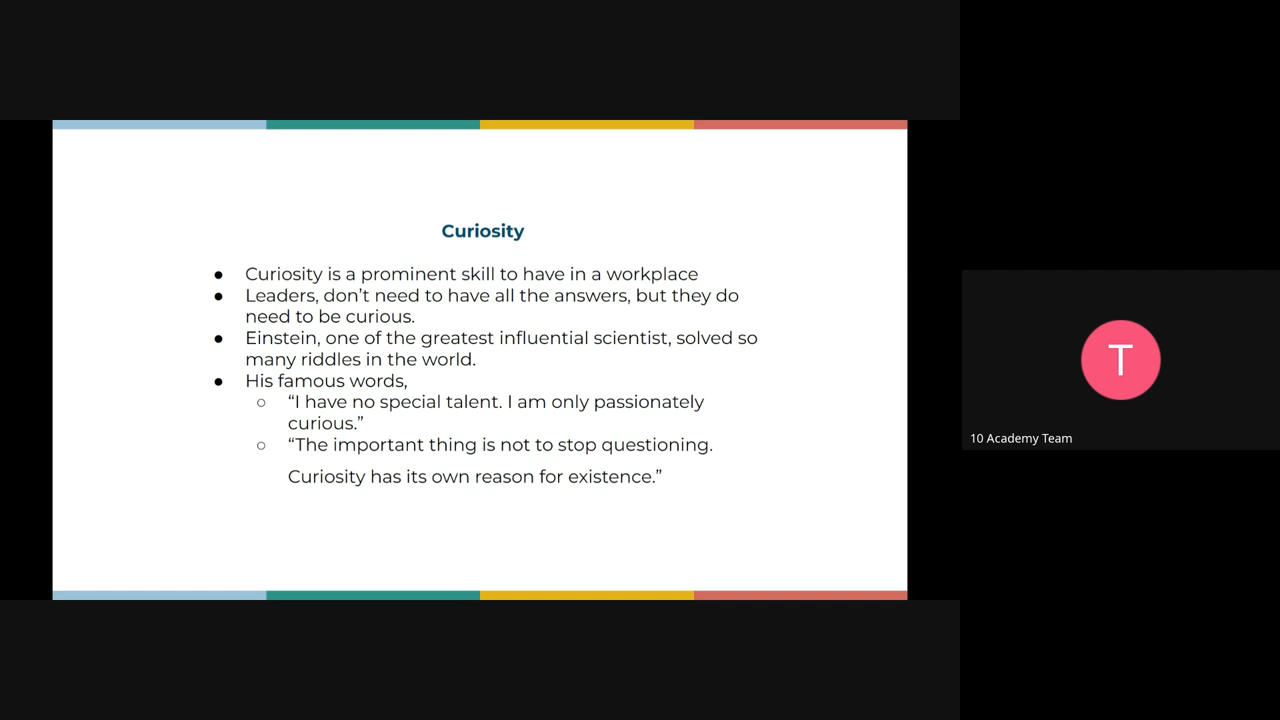 Curiosity
● Curiosity is a prominent skill to have in a workplace
● Leaders, don’t need to have all the answers, but they do
need to be curious.
● Einstein, one of the greatest influential scientist, solved so
many riddles in the world.
● His famous words,
○ “I have no special talent. I am only passionately
curious.”
○ “The important thing is not to stop questioning.
Curiosity has its own reason for existence.”
T
10 Academy Team